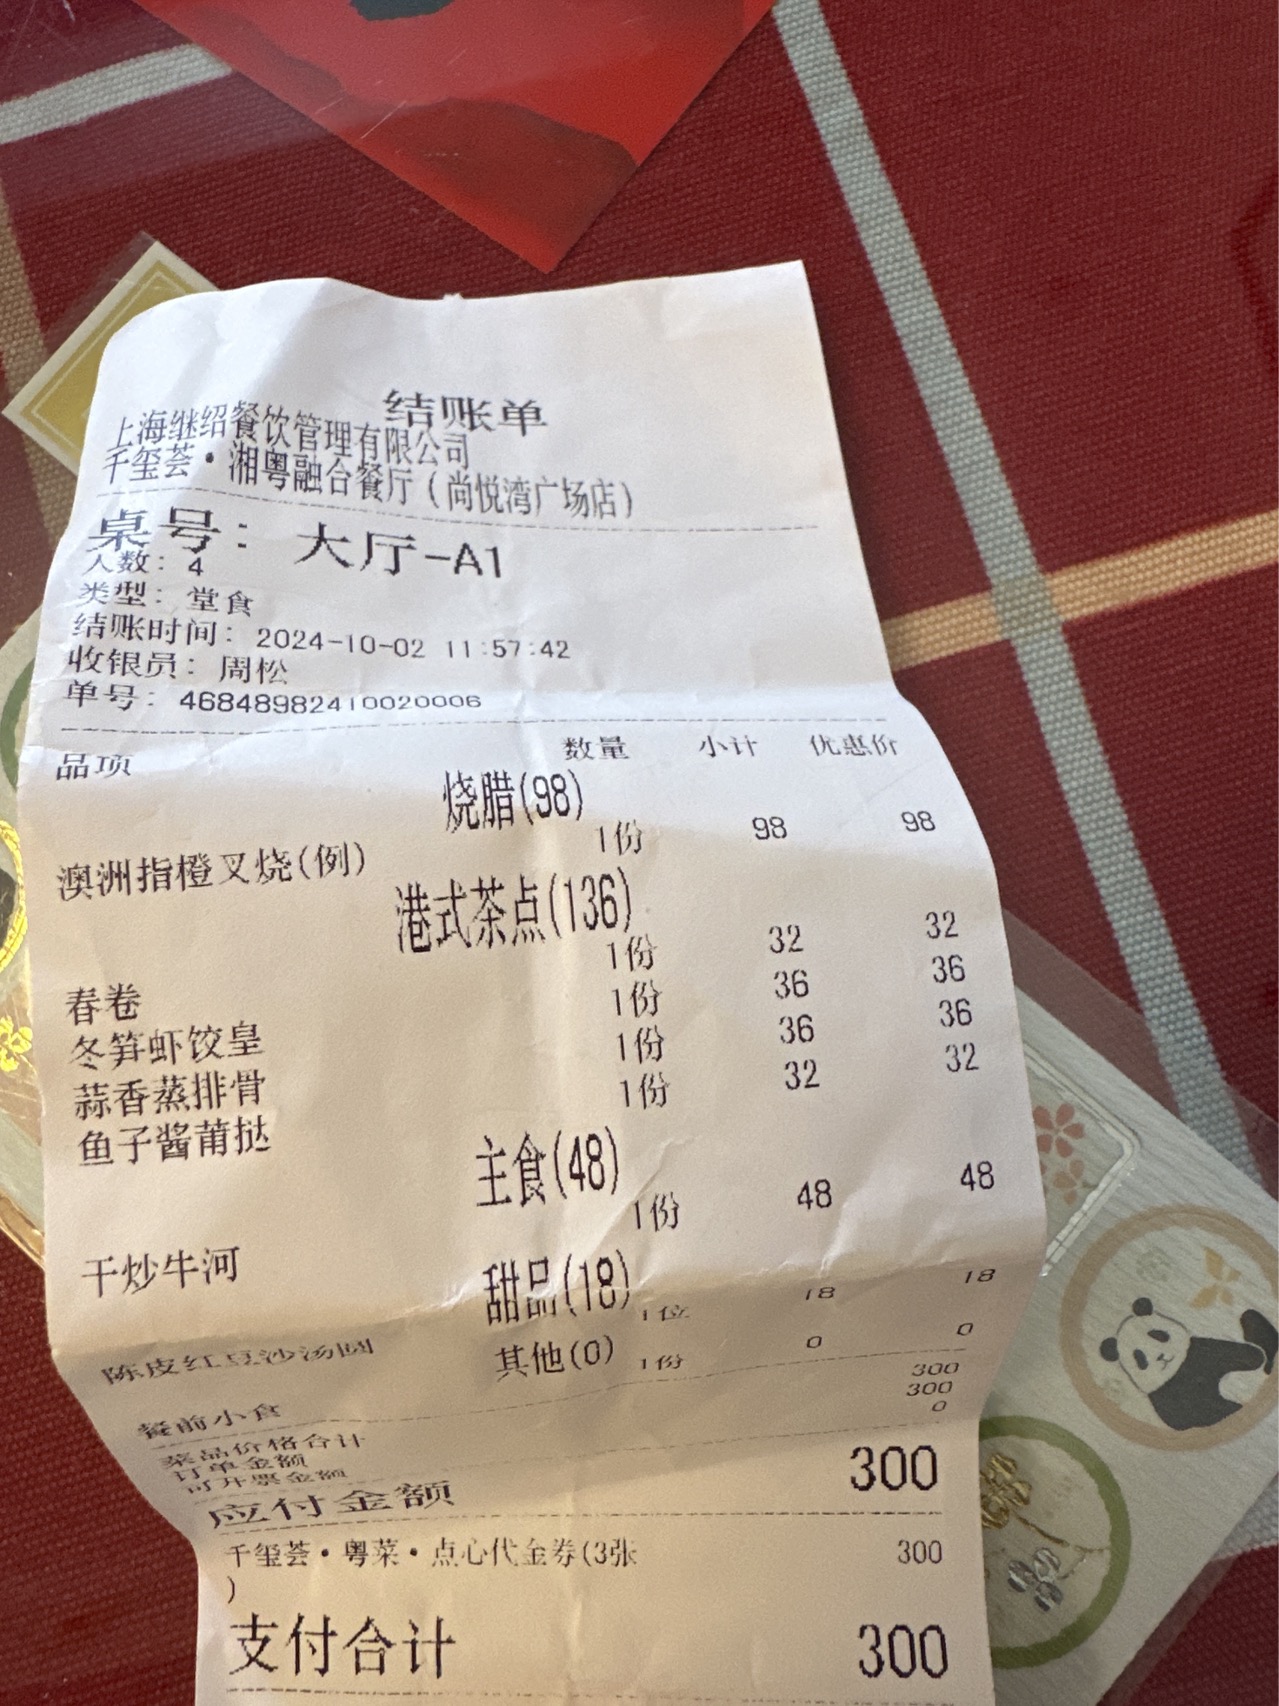 结账单
上海继绍餐饮管理有限公司
千玺荟·湘粤融合餐厅(尚悦湾广场店)
桌号: 大厅-A1
人数: 4
类型: 堂食
结账时间: 2024-10-02 11:57:42
收银员: 周松
单号: 46848982410020006
品项 数量 小计 优惠价
烧腊(98)
澳洲指橙叉烧(例) 1份 98 98
港式茶点(136)
春卷 1份 32 32
冬笋虾饺皇 1份 36 36
蒜香蒸排骨 1份 36 36
鱼子酱莆挞 1份 32 32
主食(48)
干炒牛河 1份 48 48
甜品(18)
陈皮红豆沙汤圆 1位 18 18
其他(0)
餐前小食 1份 0 0
菜品价格合计 300
订单金额 300
可开票金额 0
应付金额 300
千玺荟·粤菜·点心代金券(3张 300
)
支付合计 300